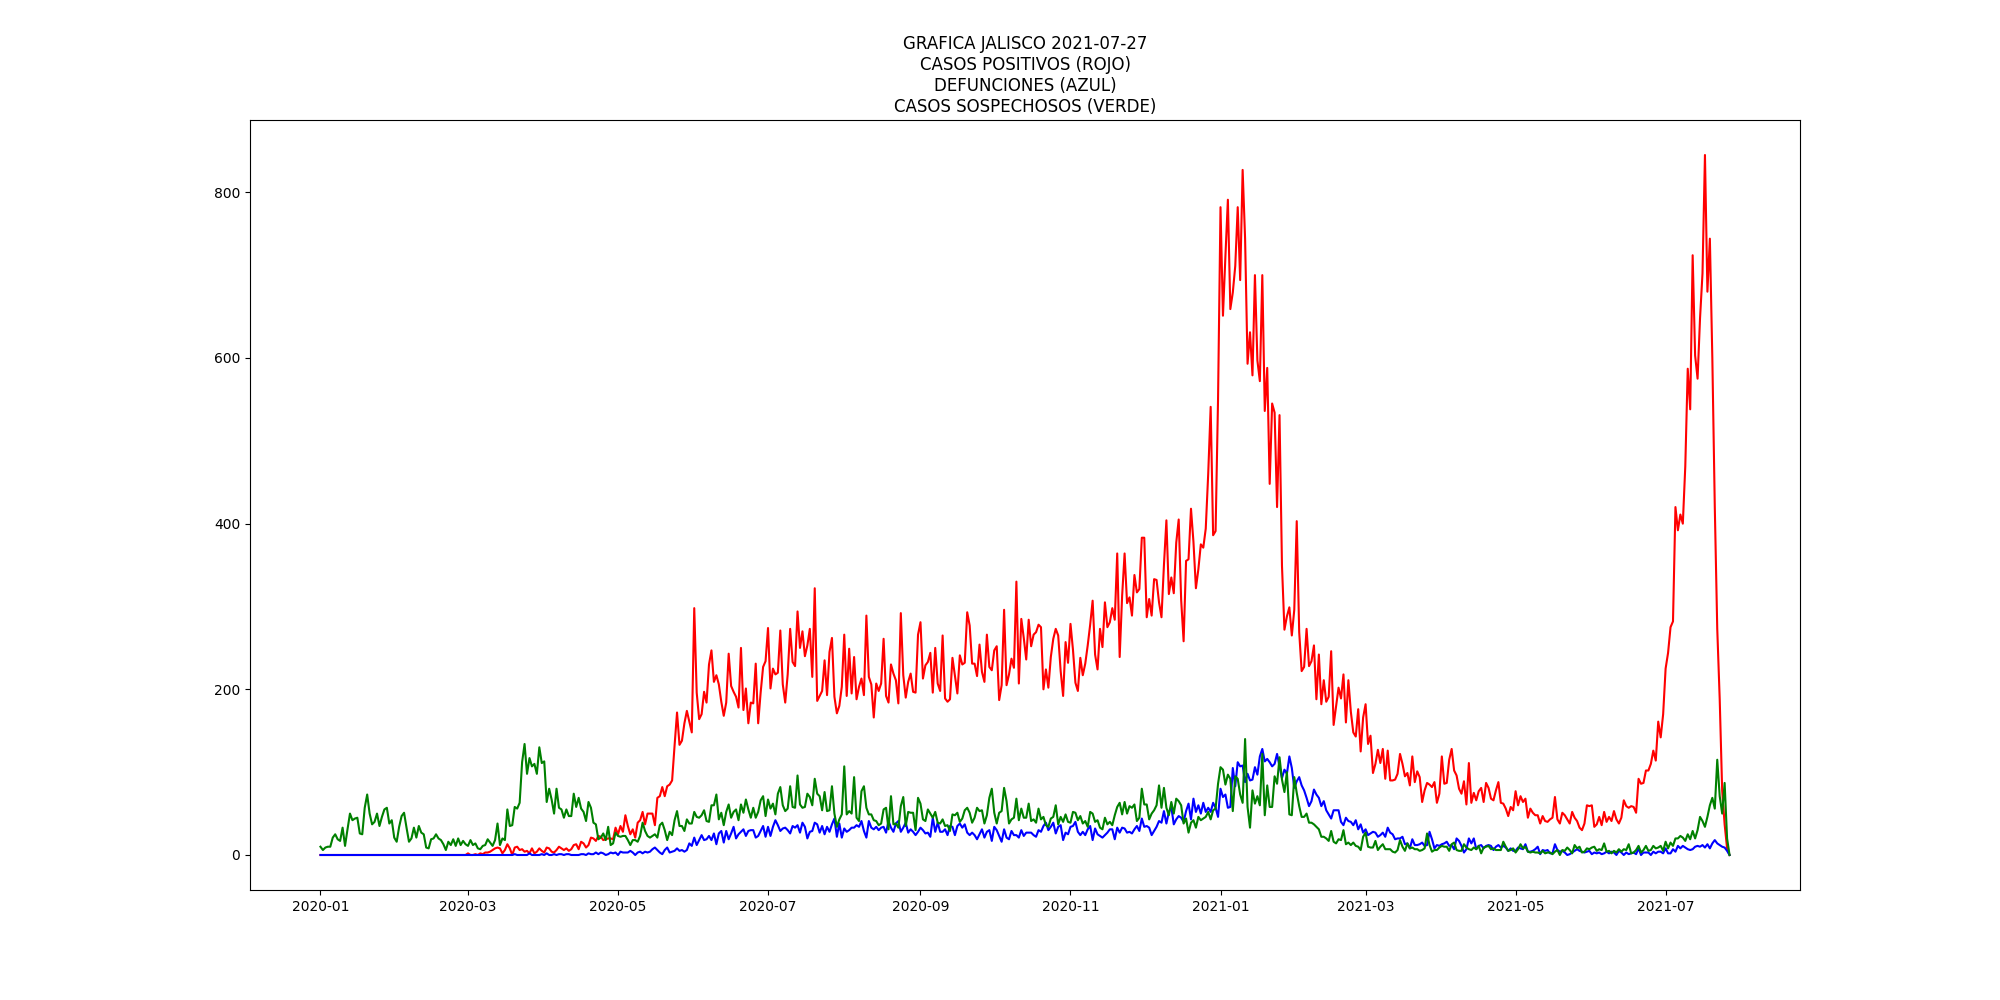 GRAFICA JALISCO 2021-07-27
CASOS POSITIVOS (ROJO)
DEFUNCIONES (AZUL)
CASOS SOSPECHOSOS (VERDE)
800
600
400
200
0
2020-01 2020-03 2020-05 2020-07 2020-09 2020-11 2021-01 2021-03 2021-05 2021-07